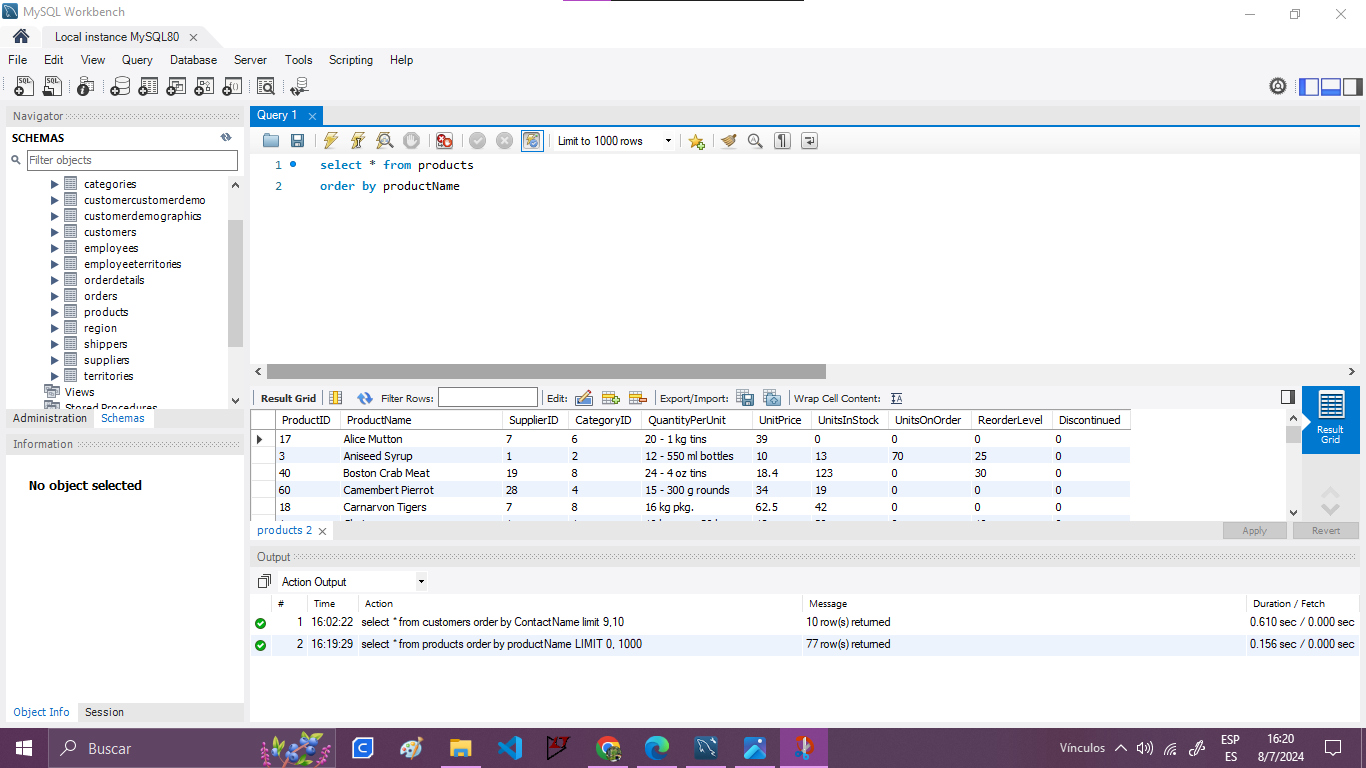 MySQL Workbench
Local instance MySQL80
File Edit View Query Database Server Tools Scripting Help
Navigator
SCHEMAS
Filter objects
categories
customercustomerdemo
customerdemographics
customers
employees
employeeterritories
orderdetails
orders
products
region
shippers
suppliers
territories
Views
Stored Procedures
Administration Schemas
Information
No object selected
Object Info Session
Query 1
Limit to 1000 rows
1 select * from products
2 order by productName
Result Grid Filter Rows: Edit: Export/Import: Wrap Cell Content:
ProductID ProductName SupplierID CategoryID QuantityPerUnit UnitPrice UnitsInStock UnitsOnOrder ReorderLevel Discontinued
17 Alice Mutton 7 6 20 - 1 kg tins 39 0 0 0 0
3 Aniseed Syrup 1 2 12 - 550 ml bottles 10 13 70 25 0
40 Boston Crab Meat 19 8 24 - 4 oz tins 18.4 123 0 30 0
60 Camembert Pierrot 28 4 15 - 300 g rounds 34 19 0 0 0
18 Carnarvon Tigers 7 8 16 kg pkg. 62.5 42 0 0 0
Result
Grid
products 2
Apply Revert
Output
Action Output
# Time Action Message Duration / Fetch
1 16:02:22 select * from customers order by ContactName limit 9,10 10 row(s) returned 0.610 sec / 0.000 sec
2 16:19:29 select * from products order by productName LIMIT 0, 1000 77 row(s) returned 0.156 sec / 0.000 sec
Buscar
Vínculos
ESP
ES
16:20
8/7/2024